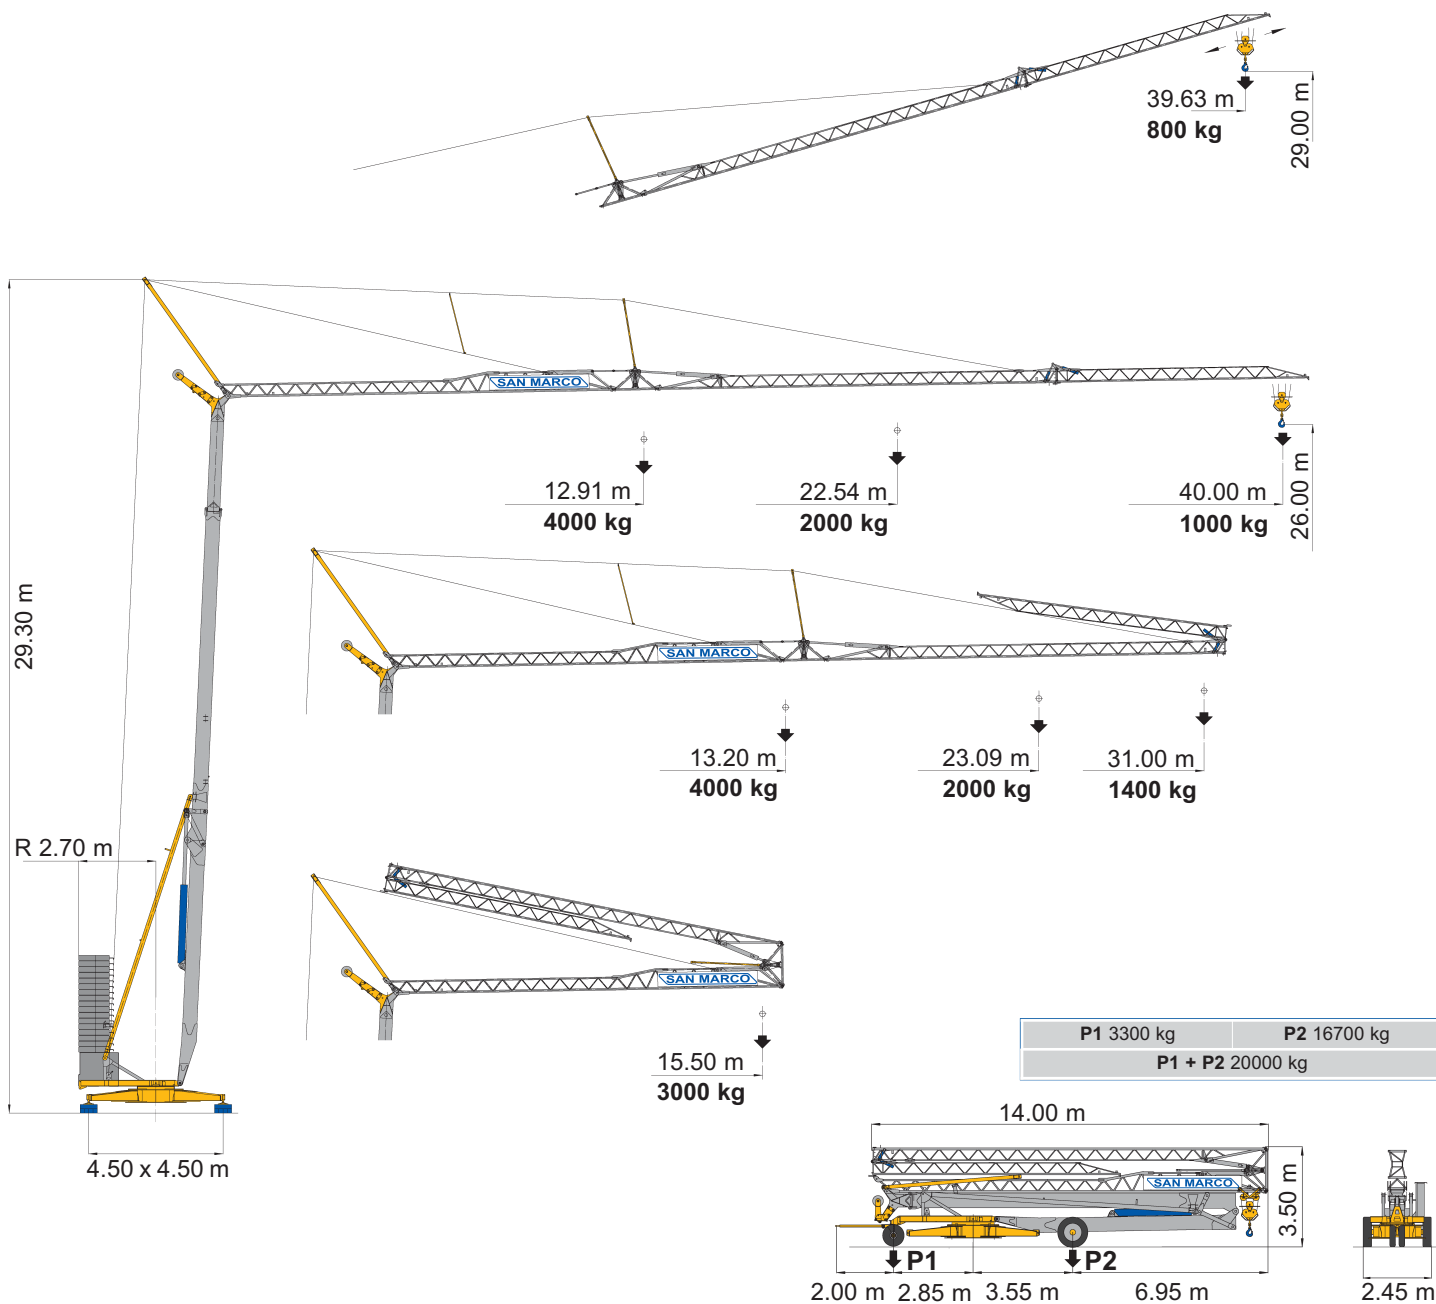 39.63 m
800 kg
29.00 m
SAN MARCO
12.91 m
4000 kg
22.54 m
2000 kg
40.00 m
1000 kg
26.00 m
29.30 m
SAN MARCO
13.20 m
4000 kg
23.09 m
2000 kg
31.00 m
1400 kg
R 2.70 m
SAN MARCO
15.50 m
3000 kg
4.50 x 4.50 m
P1 3300 kg P2 16700 kg
P1 + P2 20000 kg
14.00 m
SAN MARCO
3.50 m
P1 P2
2.00 m 2.85 m 3.55 m 6.95 m 2.45 m